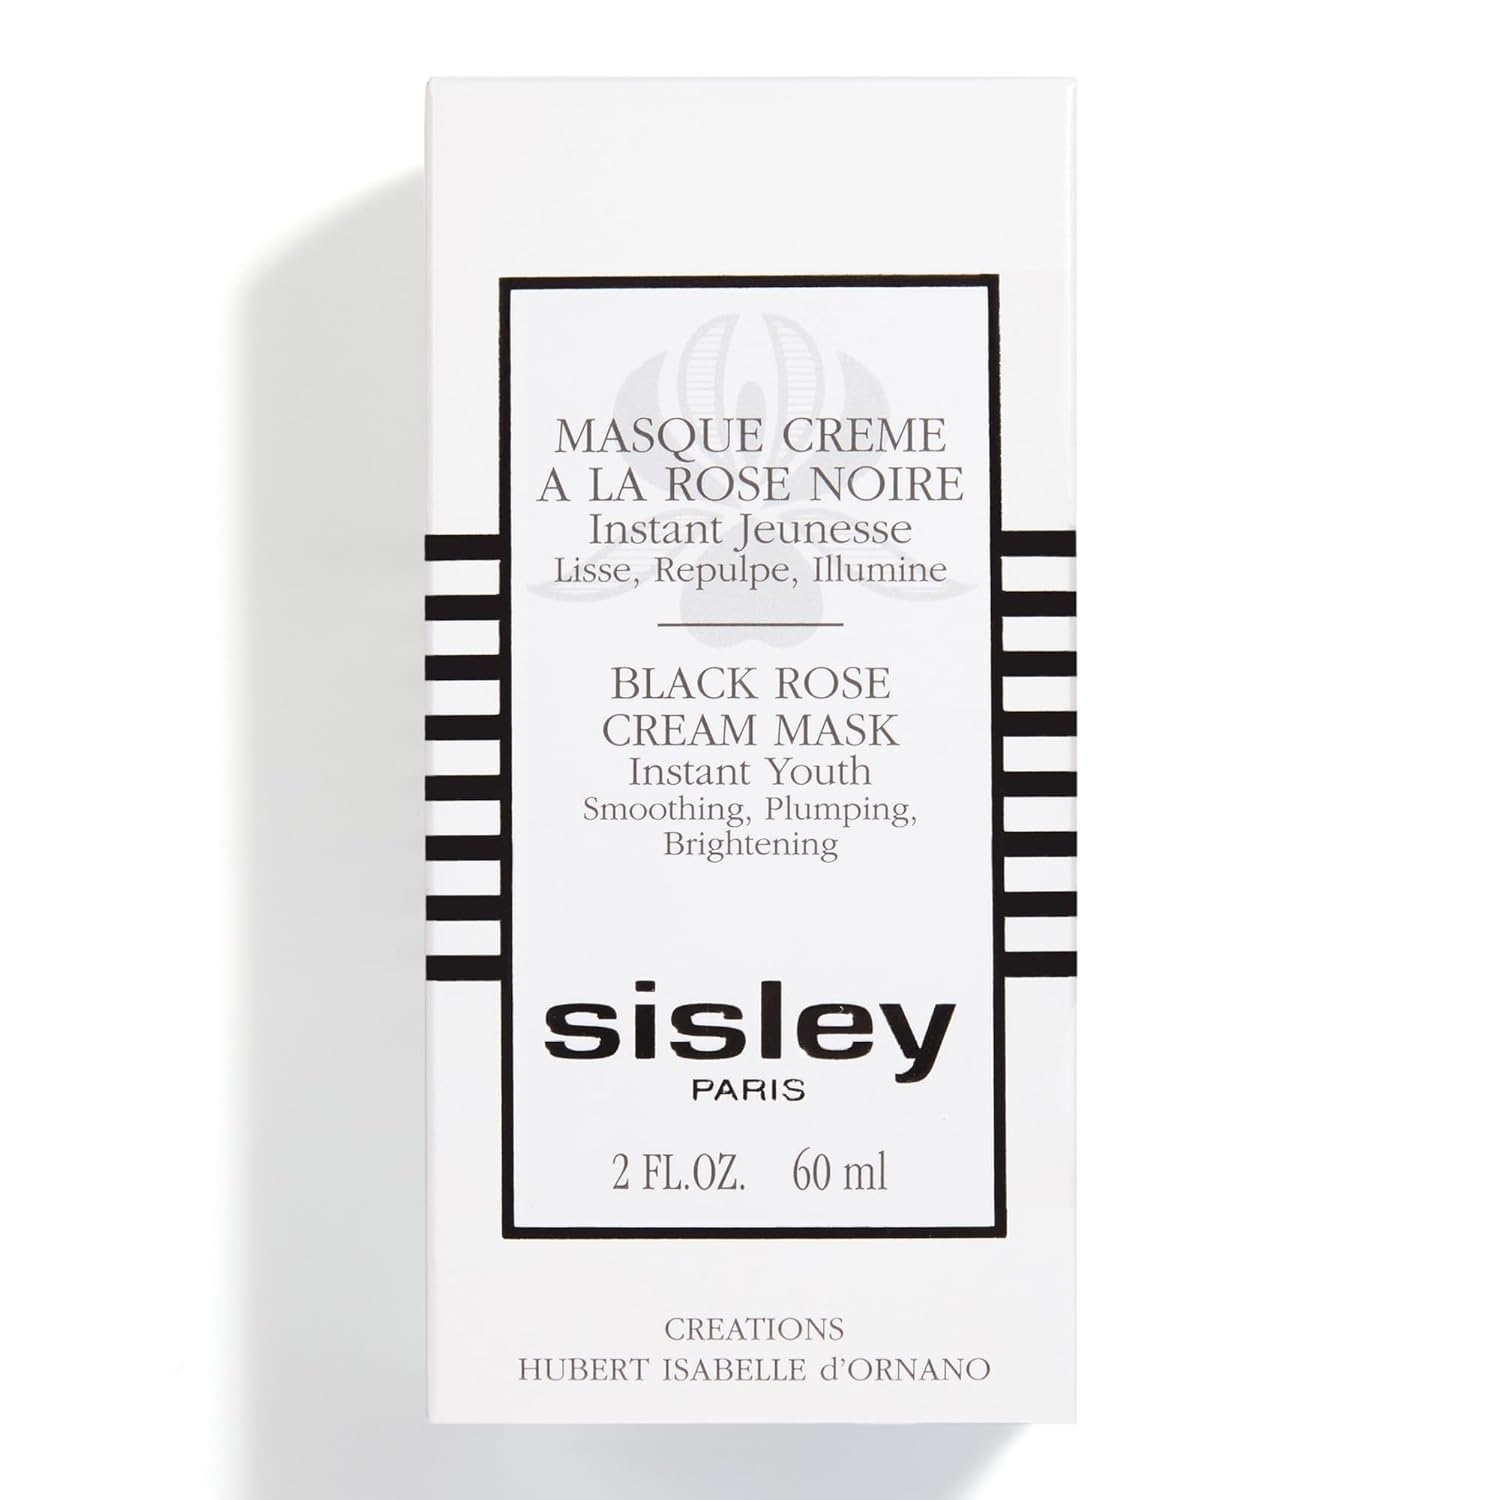 MASQUE CREME
A LA ROSE NOIRE
Instant Jeunesse
Lisse, Repulpe, Illumine
BLACK ROSE
CREAM MASK
Instant Youth
Smoothing, Plumping,
Brightening
sisley
PARIS
2 FL.OZ. 60 ml
CREATIONS
HUBERT ISABELLE d'ORNANO